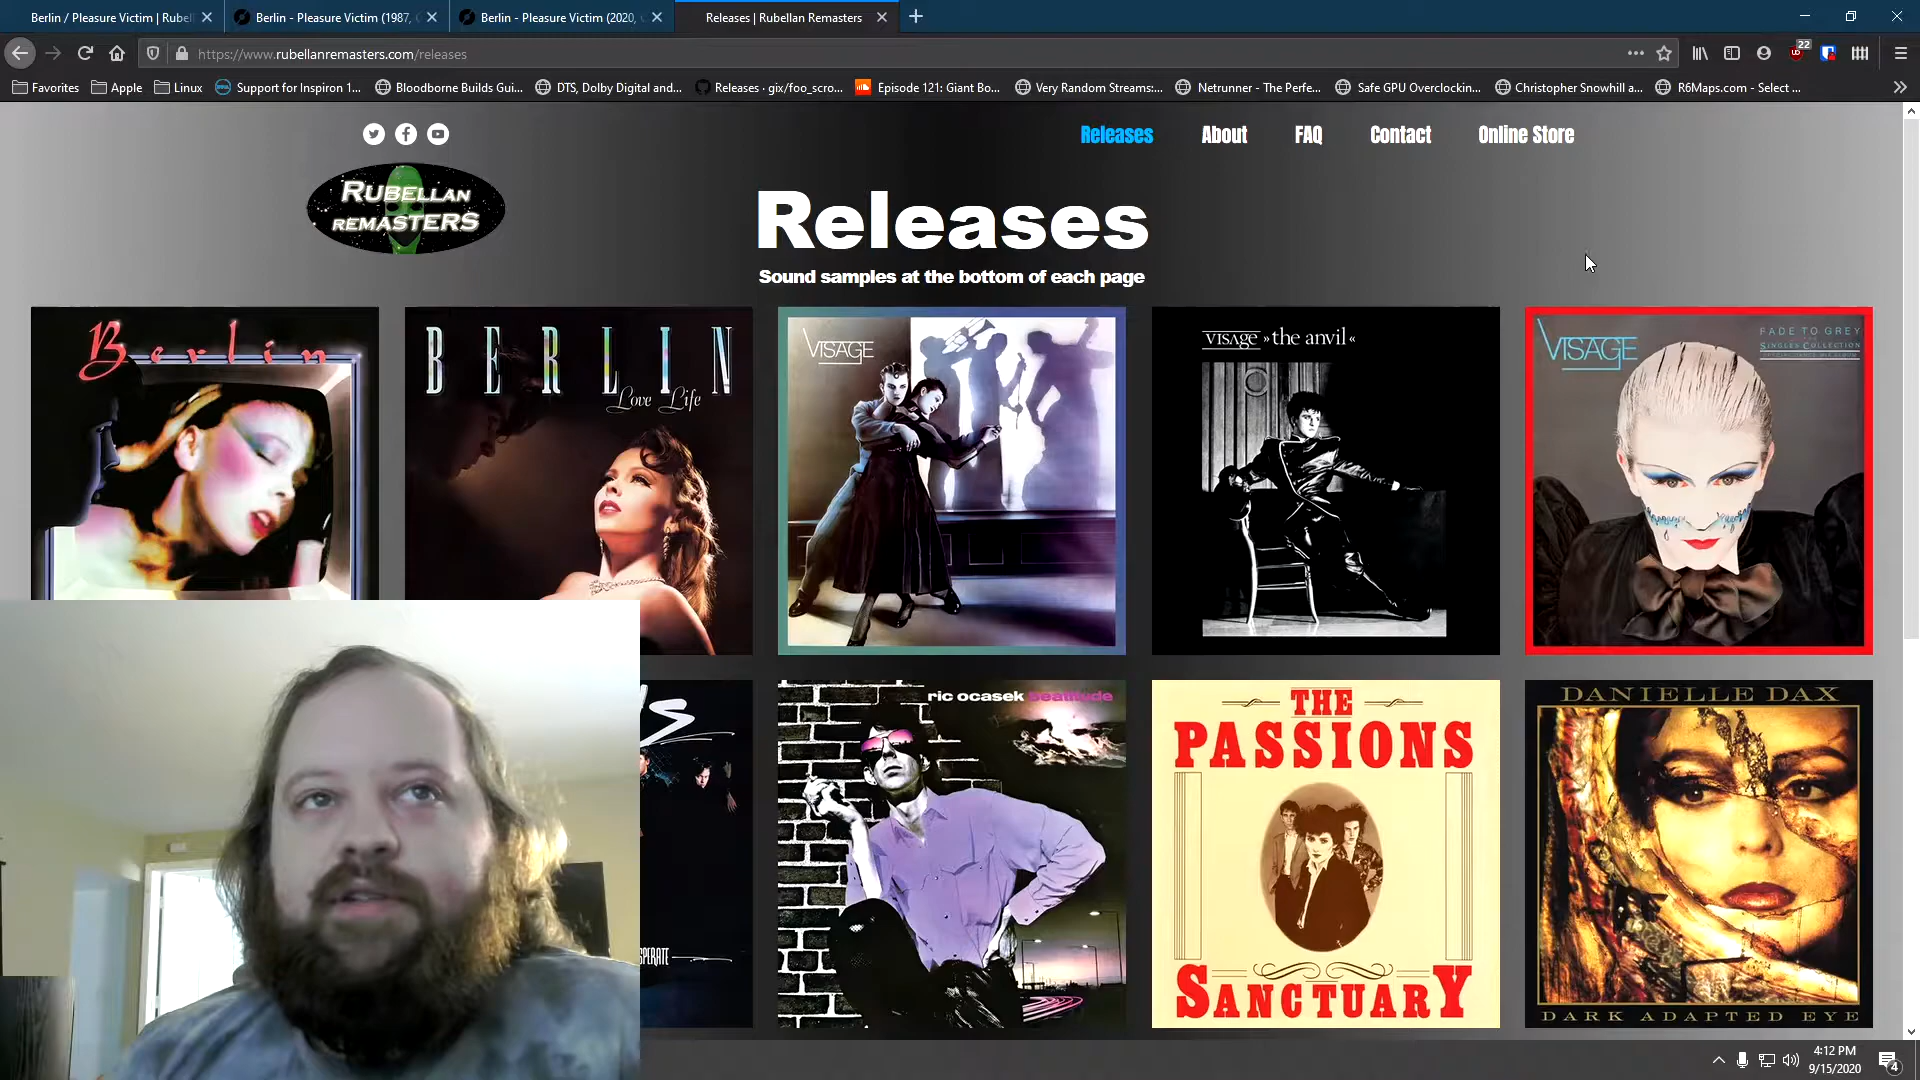 Berlin / Pleasure Victim | Rubel
Berlin - Pleasure Victim (1987,
Berlin - Pleasure Victim (2020,
Releases | Rubellan Remasters
https://www.rubellanremasters.com/releases
22
Favorites
Apple
Linux
Support for Inspiron 1...
Bloodborne Builds Gui...
DTS, Dolby Digital and...
Releases · gix/foo_scro...
Episode 121: Giant Bo...
Very Random Streams:...
Netrunner - The Perfe...
Safe GPU Overclockin...
Christopher Snowhill a...
R6Maps.com - Select ...
Releases
About
FAQ
Contact
Online Store
RUBELLAN
REMASTERS
Releases
Sound samples at the bottom of each page
Berlin
BERLIN
Love Life
VISAGE
VISAGE »the anvil«
VISAGE
FADE TO GREY
SINGLES COLLECTION
ric ocasek beatitude
THE
PASSIONS
SANCTUARY
DANIELLE DAX
DARK ADAPTED EYE
4:12 PM
9/15/2020
4